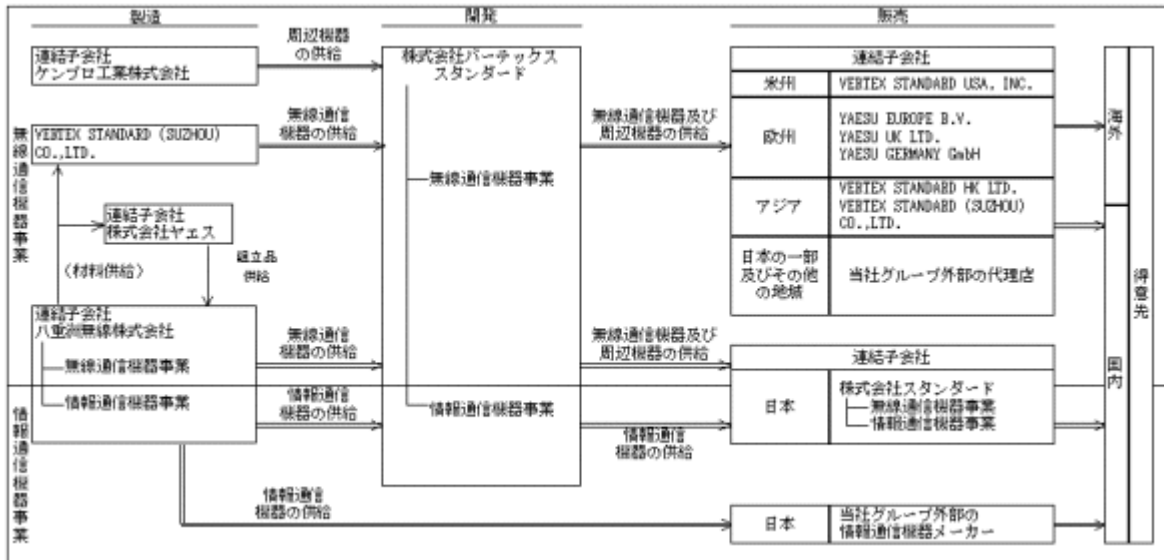 製造
開発
販売
無線通信機器事業
情報通信機器事業
連結子会社
ケンプロ工業株式会社
周辺機器
の供給
VERTEX STANDARD (SUZHOU)
CO.,LTD.
無線通信
機器の供給
連結子会社
株式会社ヤエス
(材料供給)
組立品
供給
連結子会社
八重洲無線株式会社
無線通信機器事業
情報通信機器事業
無線通信
機器の供給
情報通信
機器の供給
情報通信
機器の供給
株式会社バーテックス
スタンダード
無線通信機器事業
情報通信機器事業
無線通信機器及び
周辺機器の供給
無線通信機器及び
周辺機器の供給
情報通信
機器の供給
連結子会社
米州
VERTEX STANDARD USA. INC.
欧州
YAESU EUROPE B.V.
YAESU UK LTD.
YAESU GERMANY GmbH
アジア
VERTEX STANDARD HK LTD.
VERTEX STANDARD (SUZHOU)
CO.,LTD.
日本の一部
及びその他
の地域
当社グループ外部の代理店
連結子会社
日本
株式会社スタンダード
無線通信機器事業
情報通信機器事業
日本
当社グループ外部の
情報通信機器メーカー
海外
国内
得意先